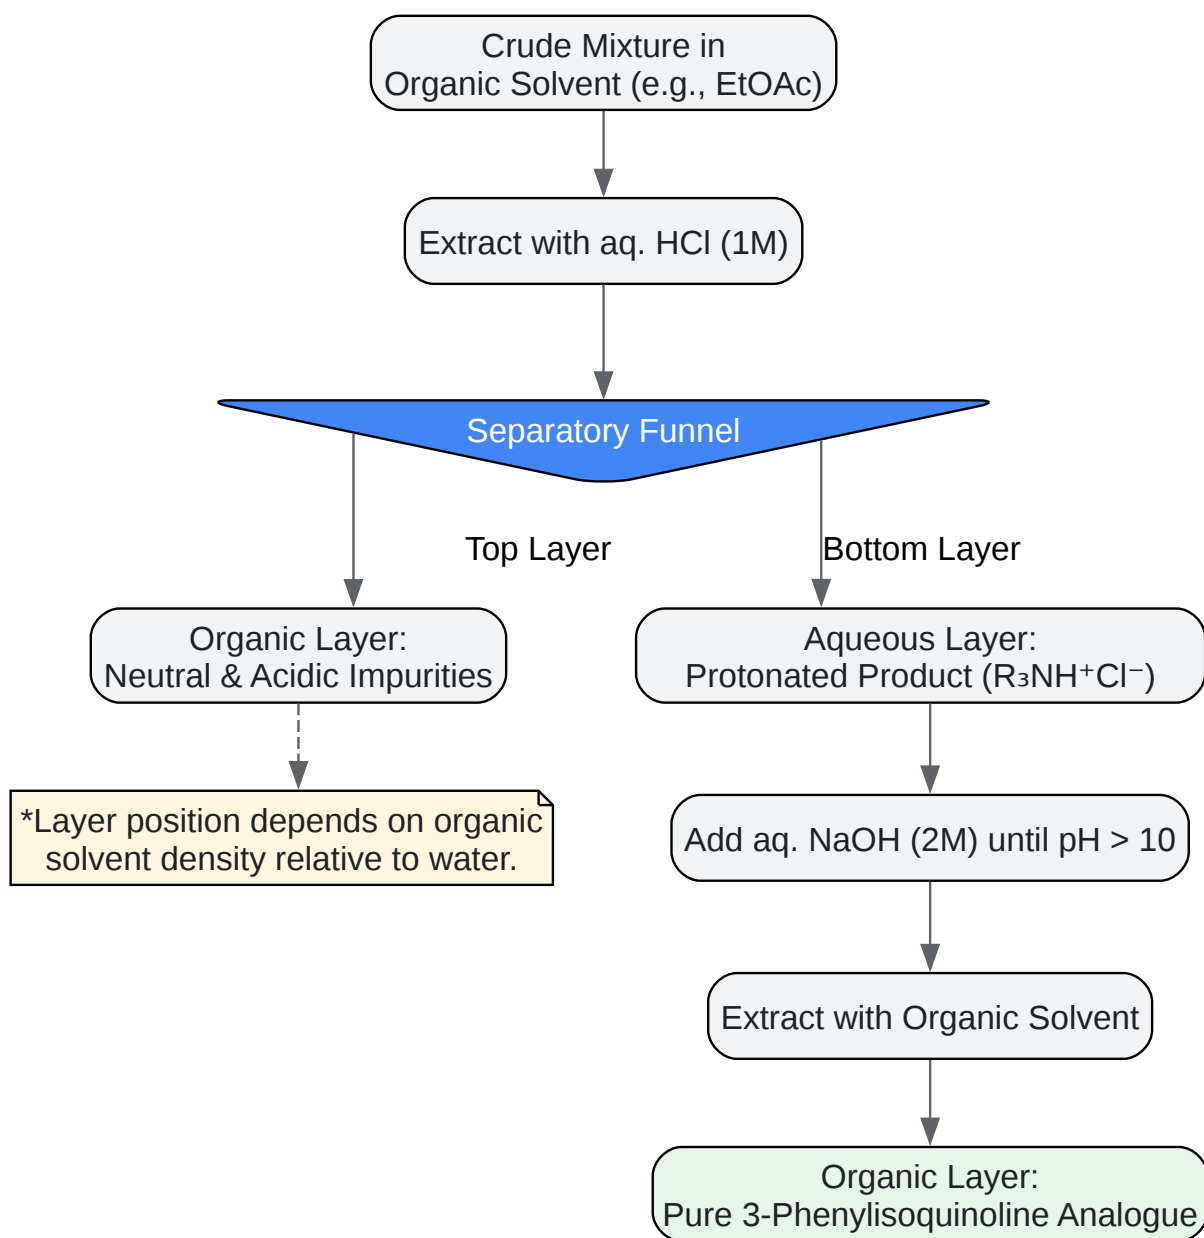 Crude Mixture in
Organic Solvent (e.g., EtOAc)
Extract with aq. HCl (1M)
Separatory Funnel
Top Layer
Bottom Layer
Organic Layer:
Neutral & Acidic Impurities
Aqueous Layer:
Protonated Product (R₃NH⁺Cl⁻)
*Layer position depends on organic
solvent density relative to water.
Add aq. NaOH (2M) until pH > 10
Extract with Organic Solvent
Organic Layer:
Pure 3-Phenylisoquinoline Analogue